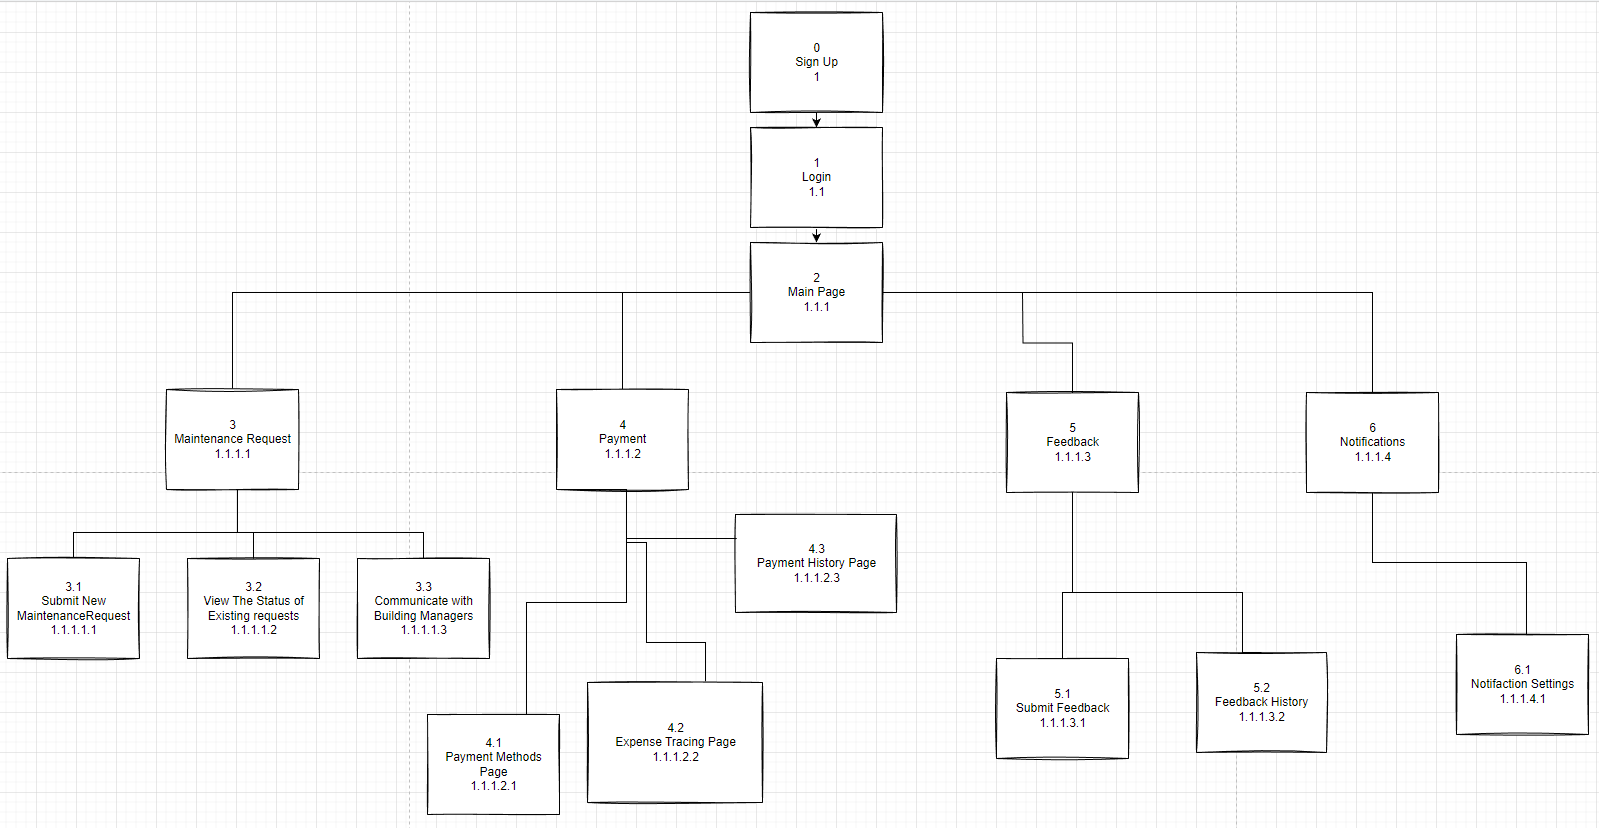 0
Sign Up
1
1
Login
1.1
2
Main Page
1.1.1
3
Maintenance Request
1.1.1.1
4
Payment
1.1.1.2
5
Feedback
1.1.1.3
6
Notifications
1.1.1.4
3.1
Submit New
MaintenanceRequest
1.1.1.1.1
3.2
View The Status of
Existing requests
1.1.1.1.2
3.3
Communicate with
Building Managers
1.1.1.1.3
4.3
Payment History Page
1.1.1.2.3
4.1
Payment Methods
Page
1.1.1.2.1
4.2
Expense Tracing Page
1.1.1.2.2
5.1
Submit Feedback
1.1.1.3.1
5.2
Feedback History
1.1.1.3.2
6.1
Notifaction Settings
1.1.1.4.1